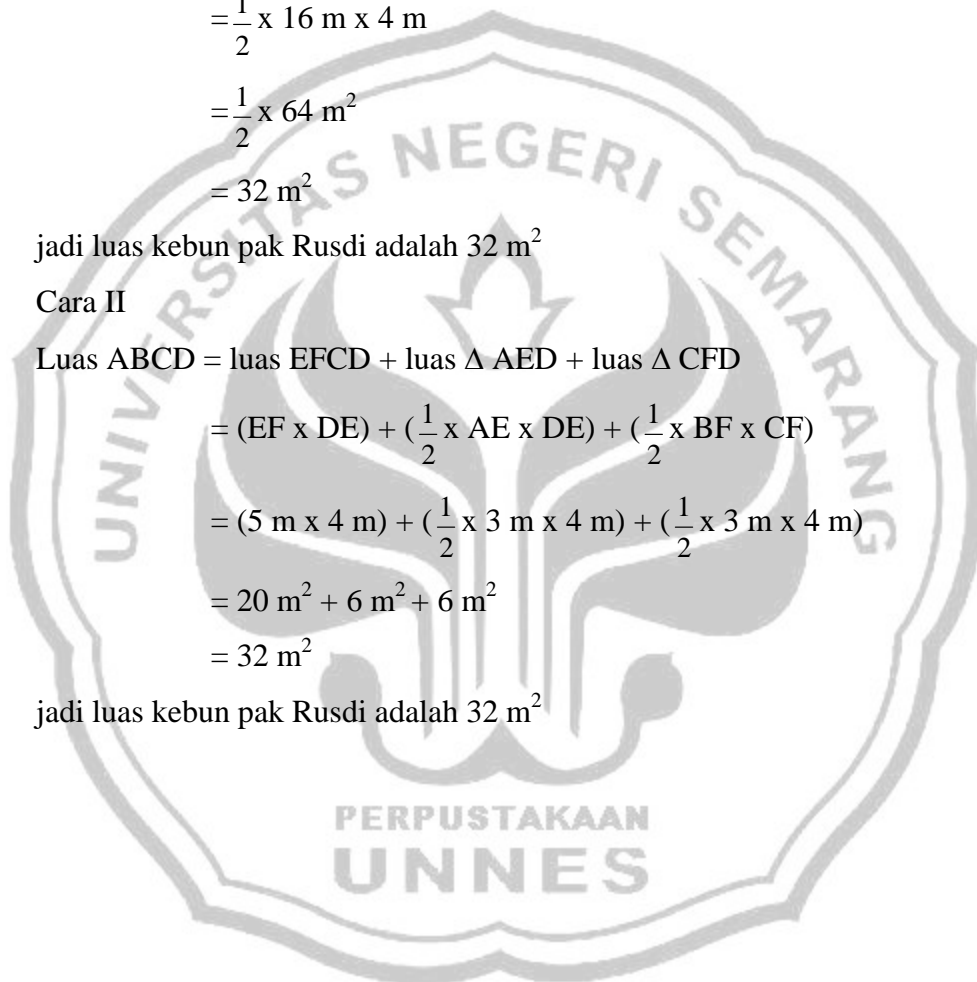 =1/2 x 16 m x 4 m
=1/2 x 64 m²
= 32 m²
jadi luas kebun pak Rusdi adalah 32 m²
Cara II
Luas ABCD = luas EFCD + luas Δ AED + luas Δ CFD
= (EF x DE) + (1/2 x AE x DE) + (1/2 x BF x CF)
= (5 m x 4 m) + (1/2 x 3 m x 4 m) + (1/2 x 3 m x 4 m)
= 20 m² + 6 m² + 6 m²
= 32 m²
jadi luas kebun pak Rusdi adalah 32 m²
UNIVERSITAS NEGERI SEMARANG
PERPUSTAKAAN
UNNES